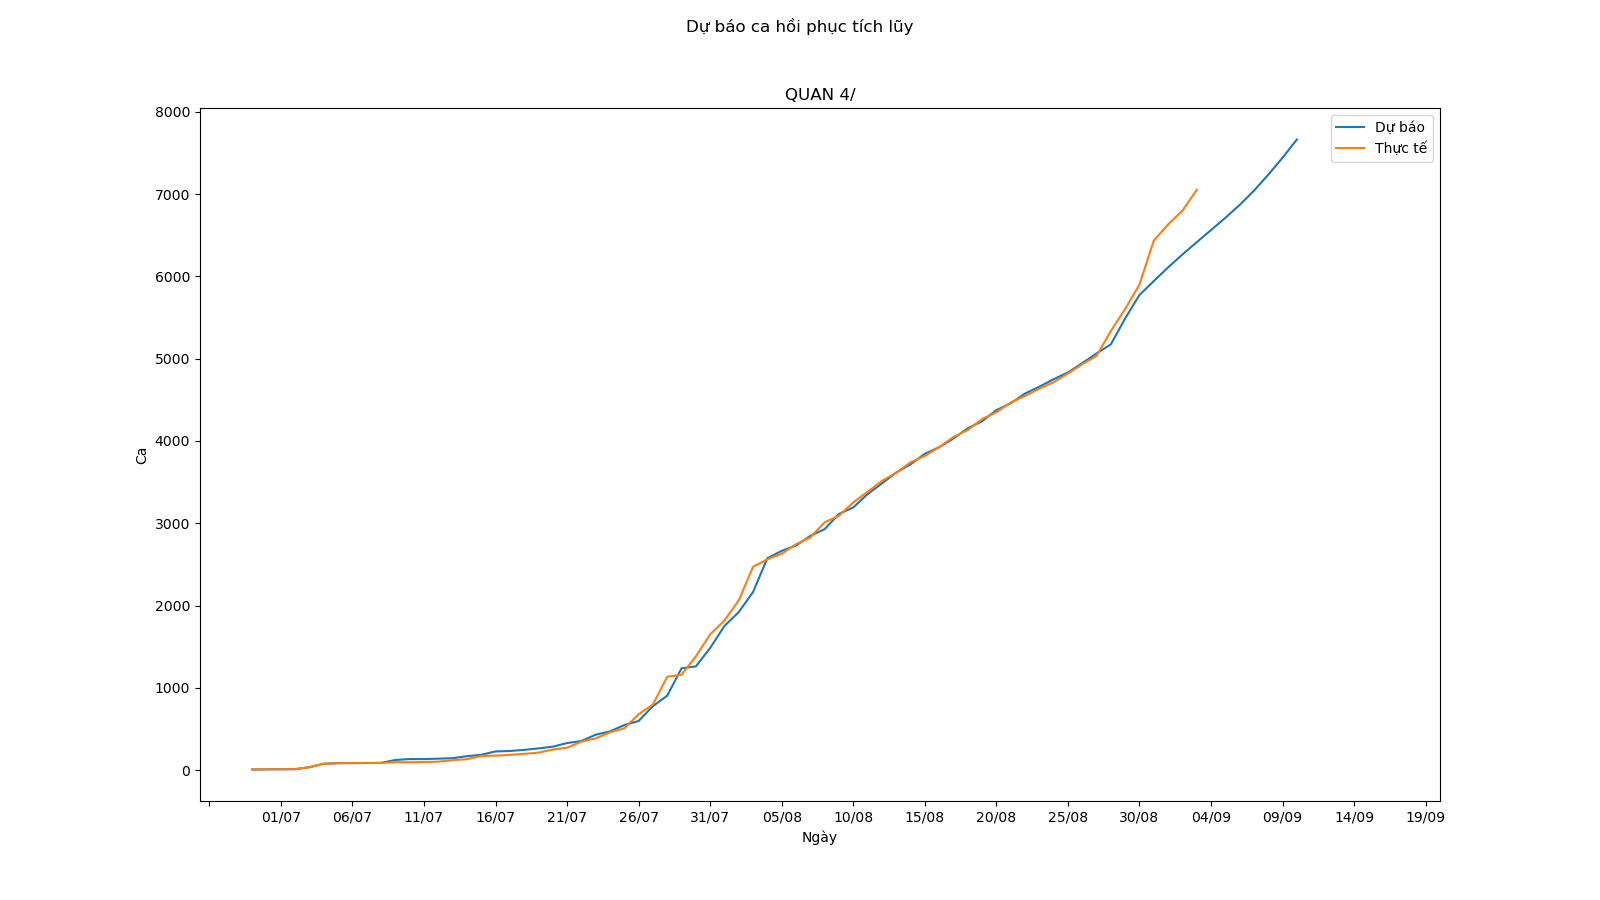 Dự báo ca hồi phục tích lũy
QUAN 4/
Dự báo
Thực tế
8000
7000
6000
5000
4000
3000
2000
1000
0
Ca
01/07 06/07 11/07 16/07 21/07 26/07 31/07 05/08 10/08 15/08 20/08 25/08 30/08 04/09 09/09 14/09 19/09
Ngày